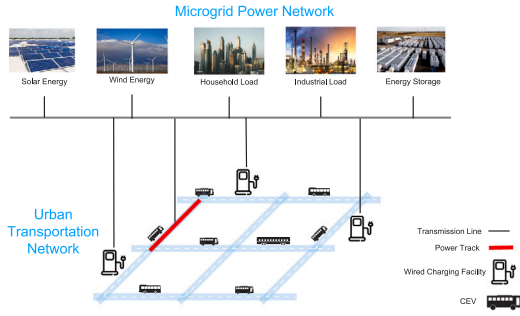 Microgrid Power Network
Solar Energy
Wind Energy
Household Load
Industrial Load
Energy Storage
Urban
Transportation
Network
Transmission Line
Power Track
Wired Charging Facility
CEV